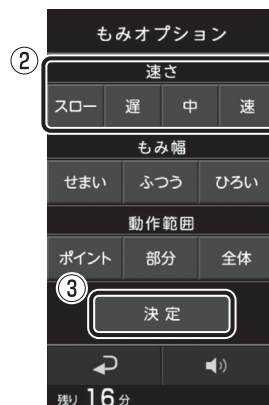 もみオプション
②
速さ
スロー 遅 中 速
もみ幅
せまい ふつう ひろい
動作範囲
ポイント 部分 全体
③
決定
残り 16 分